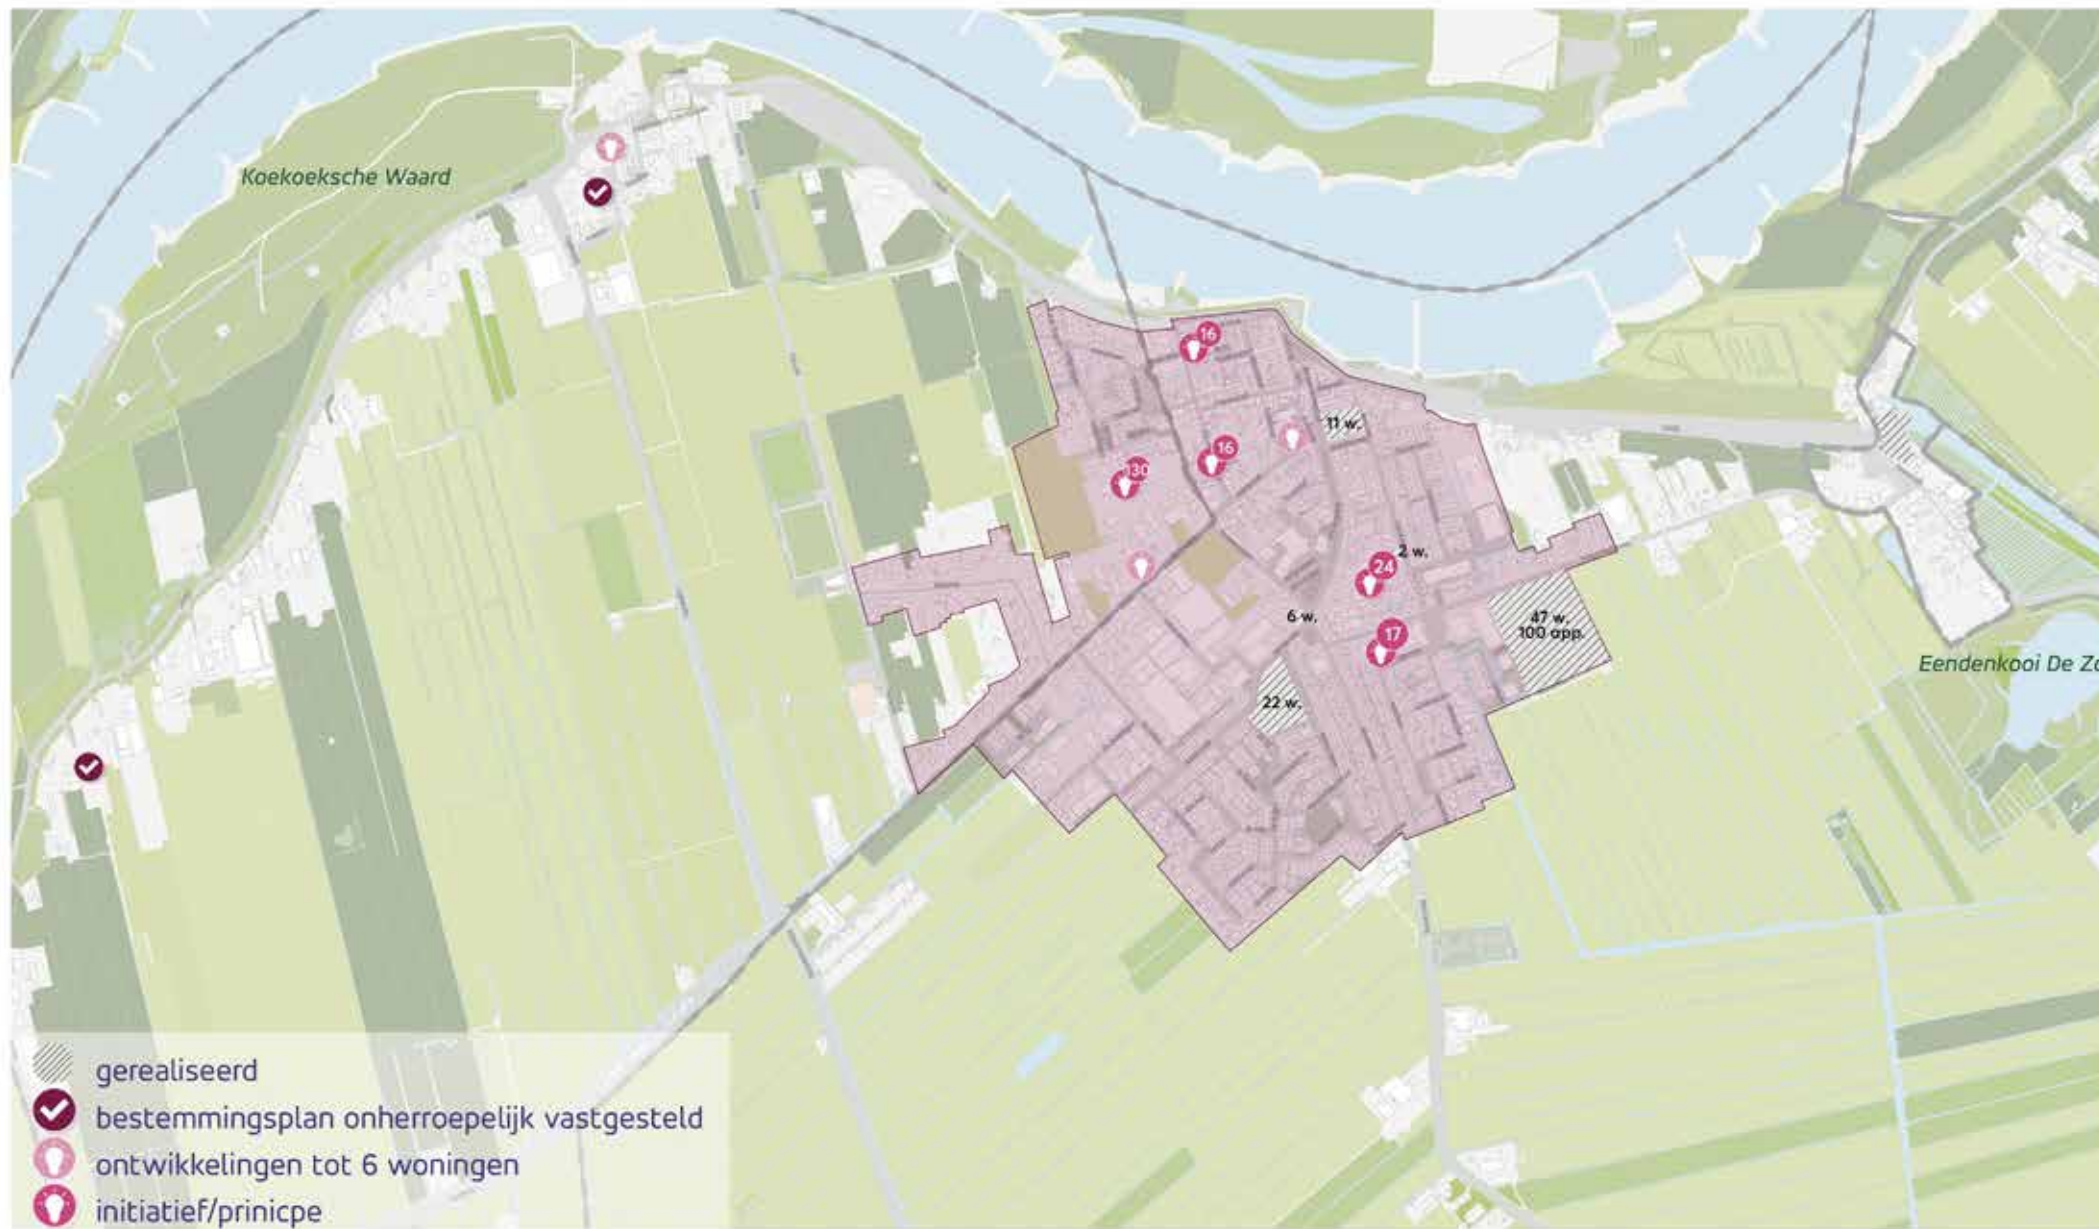 Koekoeksche Waard
16
11 w.
16
130
2 w.
24
6 w.
47 w.
100 app.
17
Eendenkooi De Zo
22 w.
gerealiseerd
bestemmingsplan onherroepelijk vastgesteld
ontwikkelingen tot 6 woningen
initiatief/prinicpe